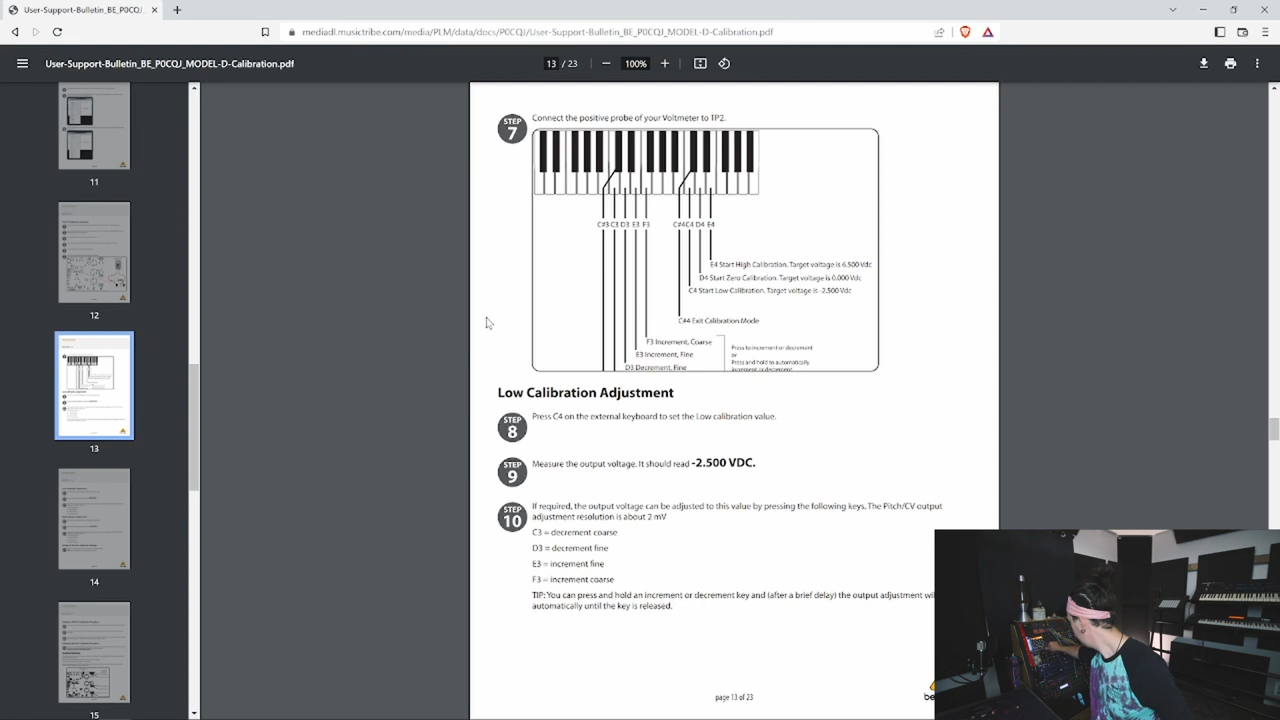 User-Support-Bulletin_BE_P0CQJ_
mediadl.musictribe.com/media/PLM/data/docs/P0CQJ/User-Support-Bulletin_BE_P0CQJ_MODEL-D-Calibration.pdf
User-Support-Bulletin_BE_P0CQJ_MODEL-D-Calibration.pdf
13 / 23
100%
11
12
13
14
15
STEP 7
Connect the positive probe of your Voltmeter to TP2.
C#3 C3 D3 E3 F3
C#4 C4 D4 E4
E4 Start High Calibration. Target voltage is 6.500 Vdc
D4 Start Zero Calibration. Target voltage is 0.000 Vdc
C4 Start Low Calibration. Target voltage is -2.500 Vdc
C#4 Exit Calibration Mode
F3 Increment, Coarse
E3 Increment, Fine
D3 Decrement, Fine
Press to increment or decrement
or
Press and hold to automatically
increment or decrement
Low Calibration Adjustment
STEP 8
Press C4 on the external keyboard to set the Low calibration value.
STEP 9
Measure the output voltage. It should read -2.500 VDC.
STEP 10
If required, the output voltage can be adjusted to this value by pressing the following keys. The Pitch/CV output
adjustment resolution is about 2 mV
C3 = decrement coarse
D3 = decrement fine
E3 = increment fine
F3 = increment coarse
TIP: You can press and hold an increment or decrement key and (after a brief delay) the output adjustment
automatically until the key is released.
page 13 of 23